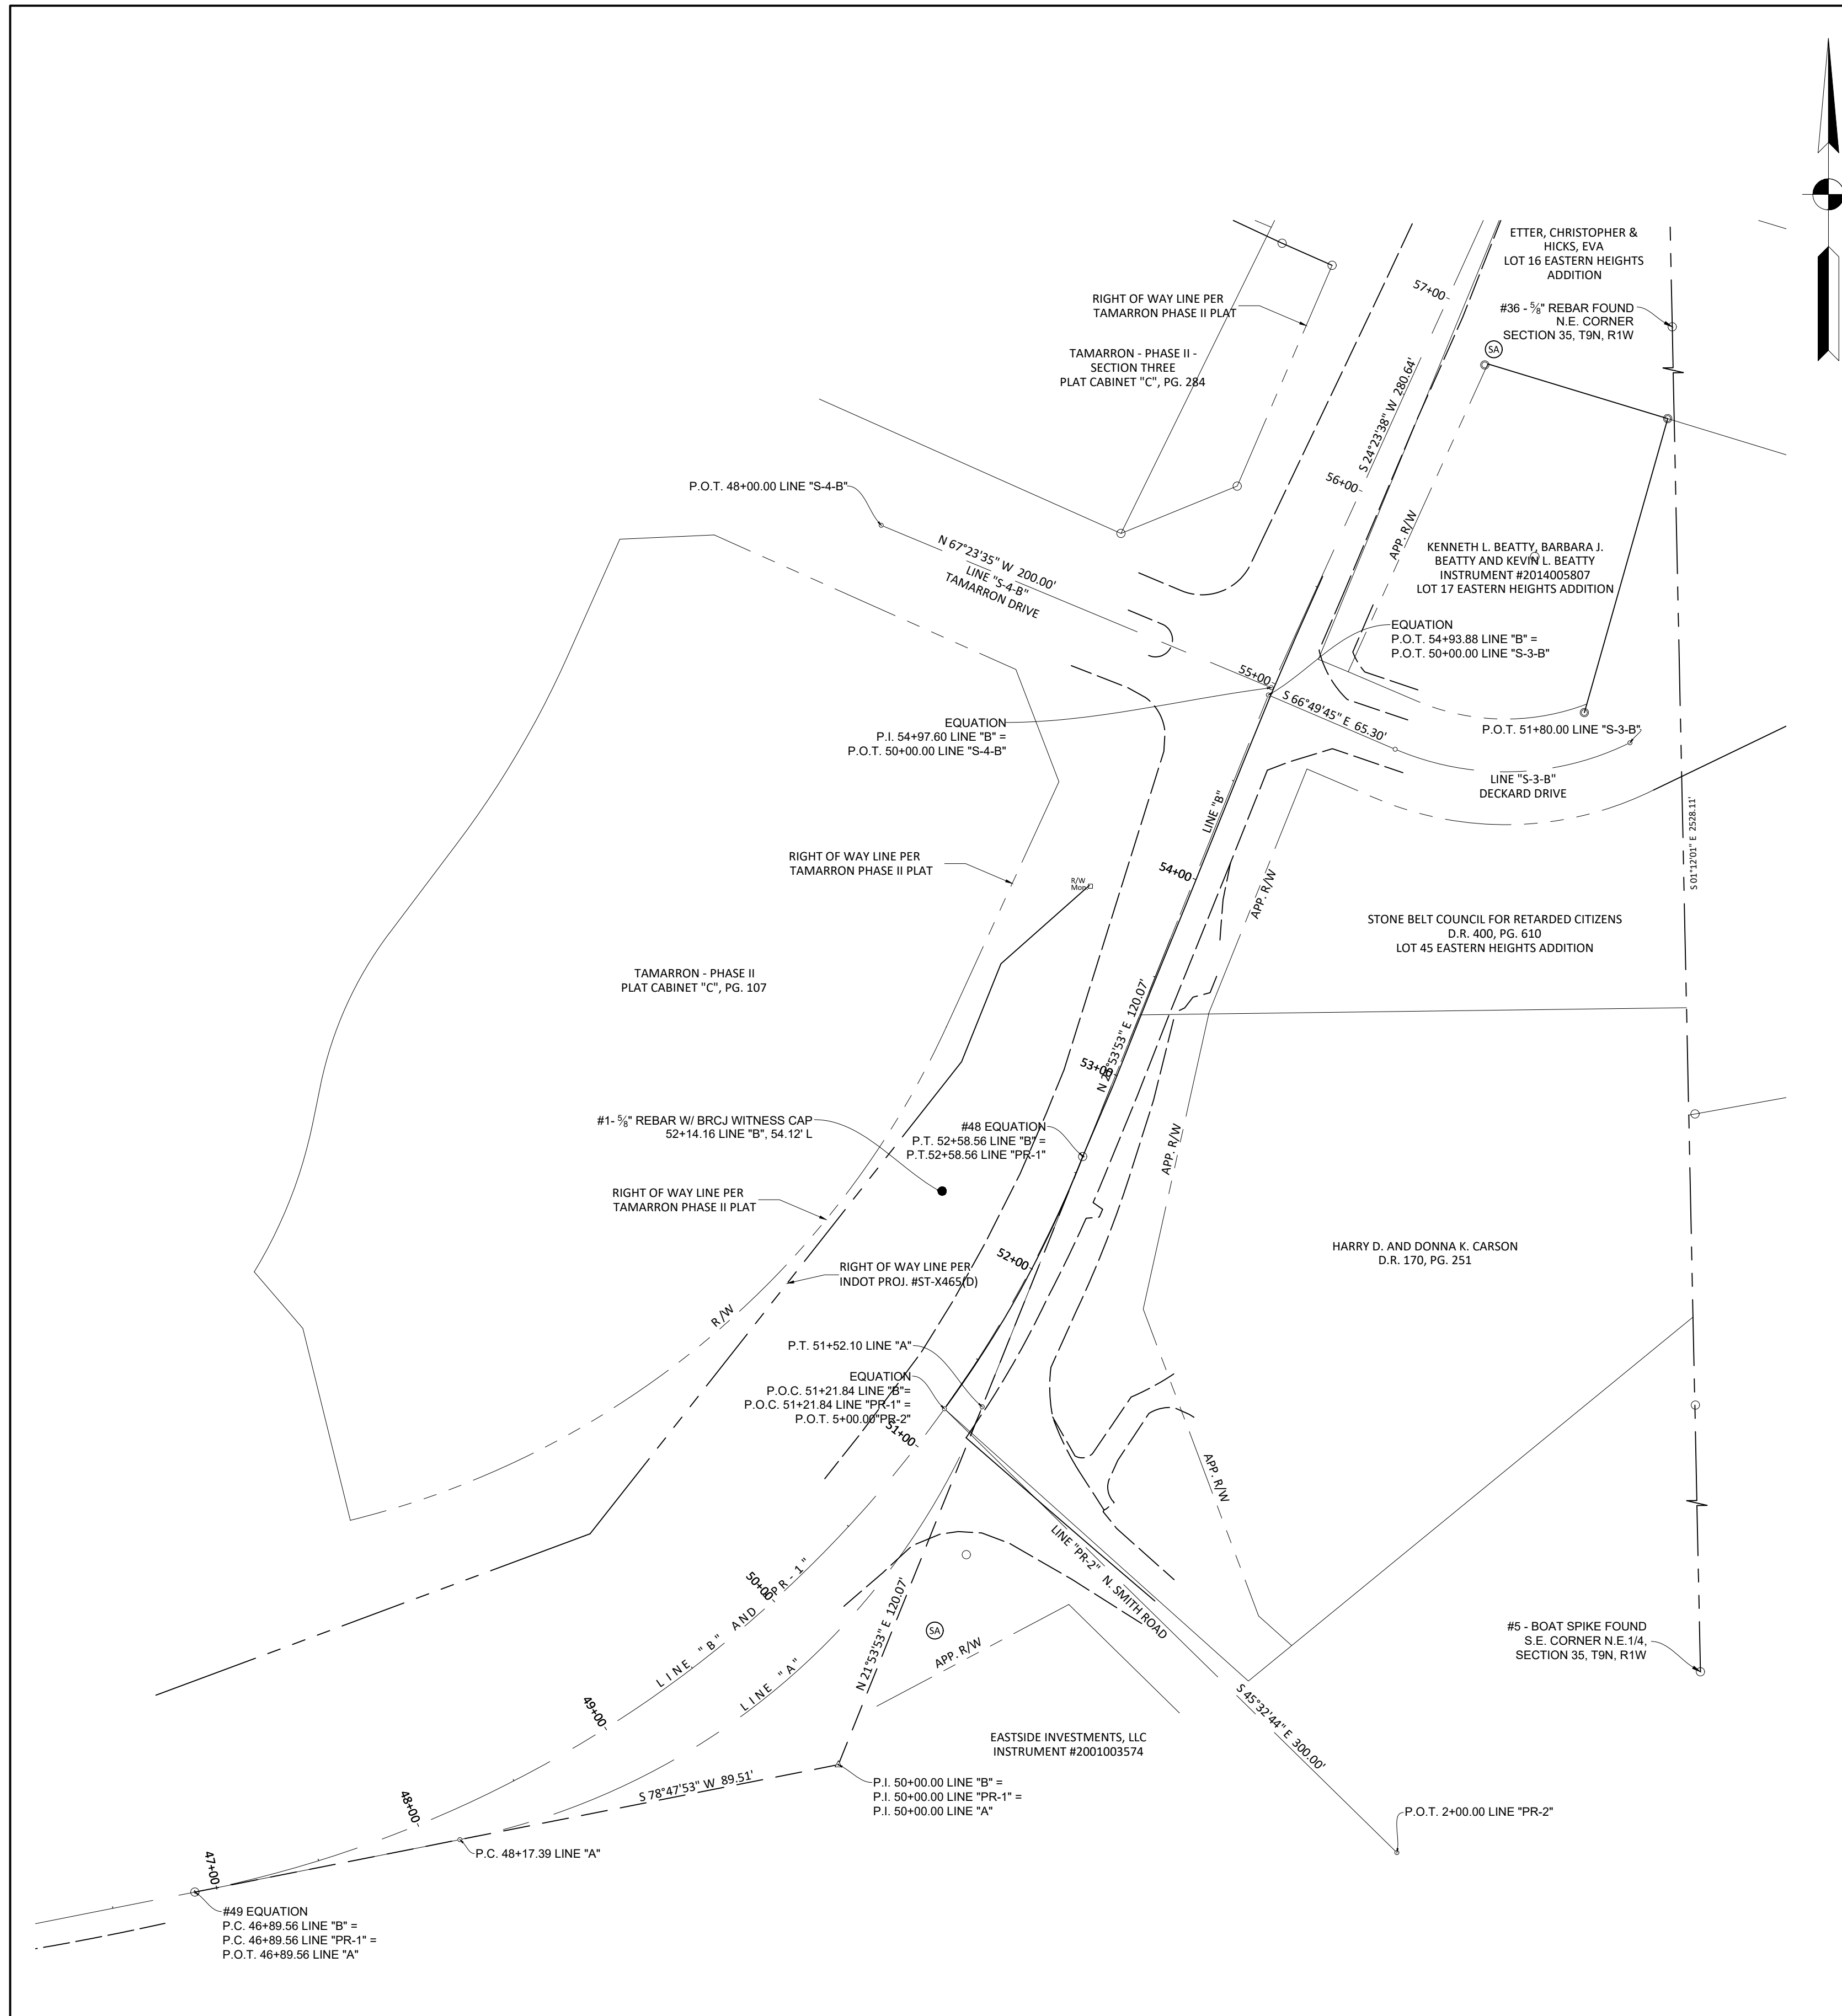 ETTER, CHRISTOPHER &
HICKS, EVA
LOT 16 EASTERN HEIGHTS
ADDITION
57+00
RIGHT OF WAY LINE PER
TAMARRON PHASE II PLAT
#36 - ⅝" REBAR FOUND
N.E. CORNER
SECTION 35, T9N, R1W
SA
TAMARRON - PHASE II -
SECTION THREE
PLAT CABINET "C", PG. 284
S 24°23'38" W 280.64'
56+00
P.O.T. 48+00.00 LINE "S-4-B"
N 67°23'35" W 200.00'
LINE "S-4-B"
TAMARRON DRIVE
APP. R/W
KENNETH L. BEATTY, BARBARA J.
BEATTY AND KEVIN L. BEATTY
INSTRUMENT #2014005807
LOT 17 EASTERN HEIGHTS ADDITION
EQUATION
P.O.T. 54+93.88 LINE "B" =
P.O.T. 50+00.00 LINE "S-3-B"
55+00
S 66°49'45" E 65.30'
EQUATION
P.I. 54+97.60 LINE "B" =
P.O.T. 50+00.00 LINE "S-4-B"
P.O.T. 51+80.00 LINE "S-3-B"
LINE "S-3-B"
DECKARD DRIVE
LINE "B"
S 01°12'01" E 2528.11'
RIGHT OF WAY LINE PER
TAMARRON PHASE II PLAT
54+00
R/W
Mon
APP. R/W
STONE BELT COUNCIL FOR RETARDED CITIZENS
D.R. 400, PG. 610
LOT 45 EASTERN HEIGHTS ADDITION
TAMARRON - PHASE II
PLAT CABINET "C", PG. 107
N 53'53" E 120.07'
53+00
#1- ⅝" REBAR W/ BRCJ WITNESS CAP
52+14.16 LINE "B", 54.12' L
#48 EQUATION
P.T. 52+58.56 LINE "B" =
P.T.52+58.56 LINE "PR-1"
APP. R/W
RIGHT OF WAY LINE PER
TAMARRON PHASE II PLAT
HARRY D. AND DONNA K. CARSON
D.R. 170, PG. 251
52+00
RIGHT OF WAY LINE PER
INDOT PROJ. #ST-X465(D)
R/W
P.T. 51+52.10 LINE "A"
EQUATION
P.O.C. 51+21.84 LINE "B"=
P.O.C. 51+21.84 LINE "PR-1" =
P.O.T. 5+00.00"PR-2"
51+00
APP. R/W
LINE "PR-2"
N. SMITH ROAD
50+00
LINE "B" AND PR-1"
N 21°53'53" E 120.07'
SA
APP. R/W
LINE "A"
#5 - BOAT SPIKE FOUND
S.E. CORNER N.E.1/4,
SECTION 35, T9N, R1W
49+00
S 45°32'44" E 300.00'
EASTSIDE INVESTMENTS, LLC
INSTRUMENT #2001003574
S 78°47'53" W 89.51'
P.I. 50+00.00 LINE "B" =
P.I. 50+00.00 LINE "PR-1" =
P.I. 50+00.00 LINE "A"
48+00
P.O.T. 2+00.00 LINE "PR-2"
P.C. 48+17.39 LINE "A"
47+00
#49 EQUATION
P.C. 46+89.56 LINE "B" =
P.C. 46+89.56 LINE "PR-1" =
P.O.T. 46+89.56 LINE "A"